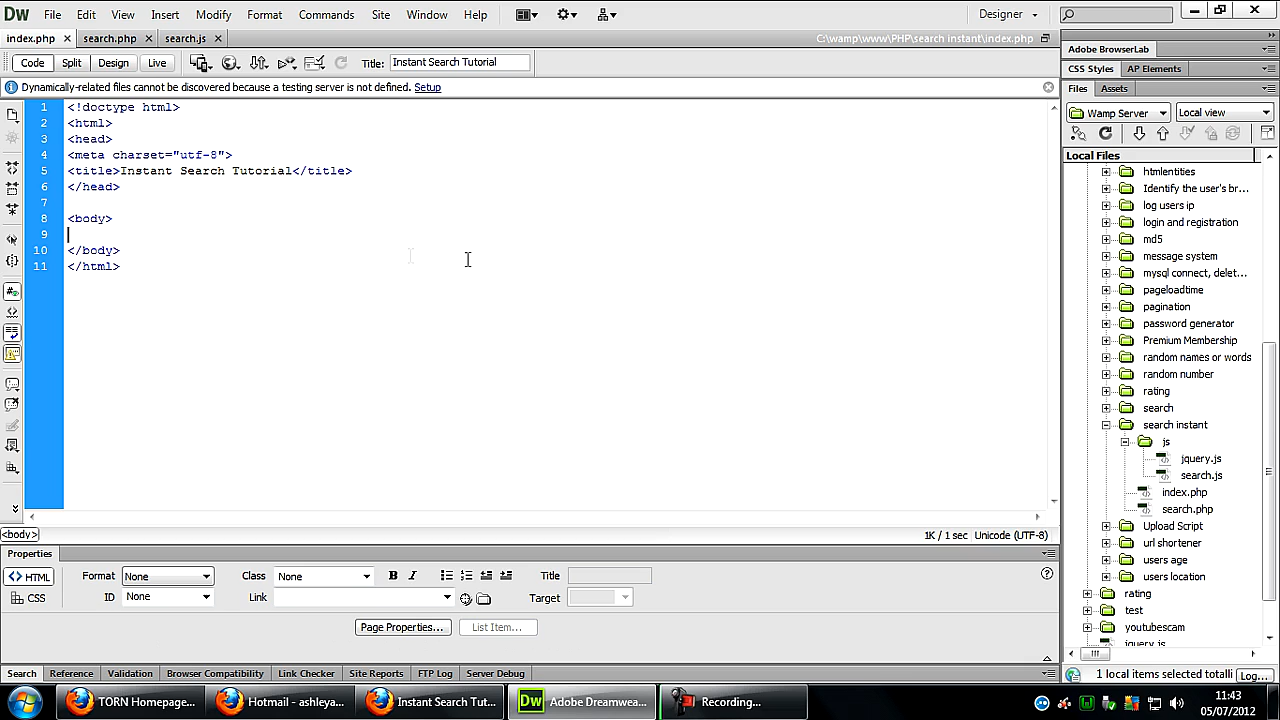 Dw File Edit View Insert Modify Format Commands Site Window Help Designer
index.php search.php search.js C:\wamp\www\PHP\search instant\index.php
Code Split Design Live Title: Instant Search Tutorial
Dynamically-related files cannot be discovered because a testing server is not defined. Setup
1 <!doctype html>
2 <html>
3 <head>
4 <meta charset="utf-8">
5 <title>Instant Search Tutorial</title>
6 </head>
7
8 <body>
9
10 </body>
11 </html>
<body> 1K / 1 sec Unicode (UTF-8)
Properties
<> HTML Format None Class None B I Title
CSS ID None Link Target
Page Properties... List Item...
Search Reference Validation Browser Compatibility Link Checker Site Reports FTP Log Server Debug
Adobe BrowserLab
CSS Styles AP Elements
Files Assets
Wamp Server Local view
Local Files
htmlentities
Identify the user's br...
log users ip
login and registration
md5
message system
mysql connect, delet...
pageloadtime
pagination
password generator
Premium Membership
random names or words
random number
rating
search
search instant
js
jquery.js
search.js
index.php
search.php
Upload Script
url shortener
users age
users location
rating
test
youtubescam
jquery.js
1 local items selected totalli Log...
TORN Homepage... Hotmail - ashleya... Instant Search Tut... Dw Adobe Dreamwea... Recording...
11:43
05/07/2012